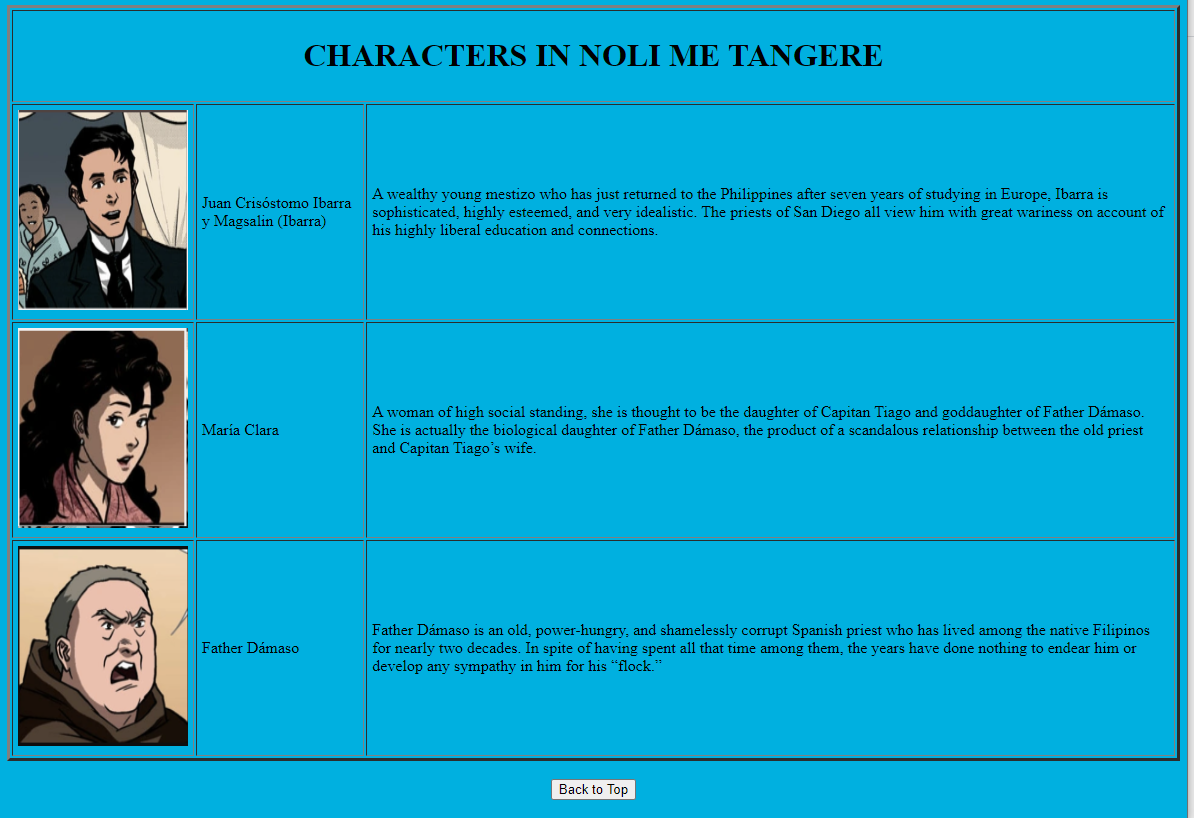 CHARACTERS IN NOLI ME TANGERE
Juan Crisóstomo Ibarra
y Magsalin (Ibarra)
A wealthy young mestizo who has just returned to the Philippines after seven years of studying in Europe, Ibarra is
sophisticated, highly esteemed, and very idealistic. The priests of San Diego all view him with great wariness on account of
his highly liberal education and connections.
María Clara
A woman of high social standing, she is thought to be the daughter of Capitan Tiago and goddaughter of Father Dámaso.
She is actually the biological daughter of Father Dámaso, the product of a scandalous relationship between the old priest
and Capitan Tiago’s wife.
Father Dámaso
Father Dámaso is an old, power-hungry, and shamelessly corrupt Spanish priest who has lived among the native Filipinos
for nearly two decades. In spite of having spent all that time among them, the years have done nothing to endear him or
develop any sympathy in him for his “flock.”
Back to Top